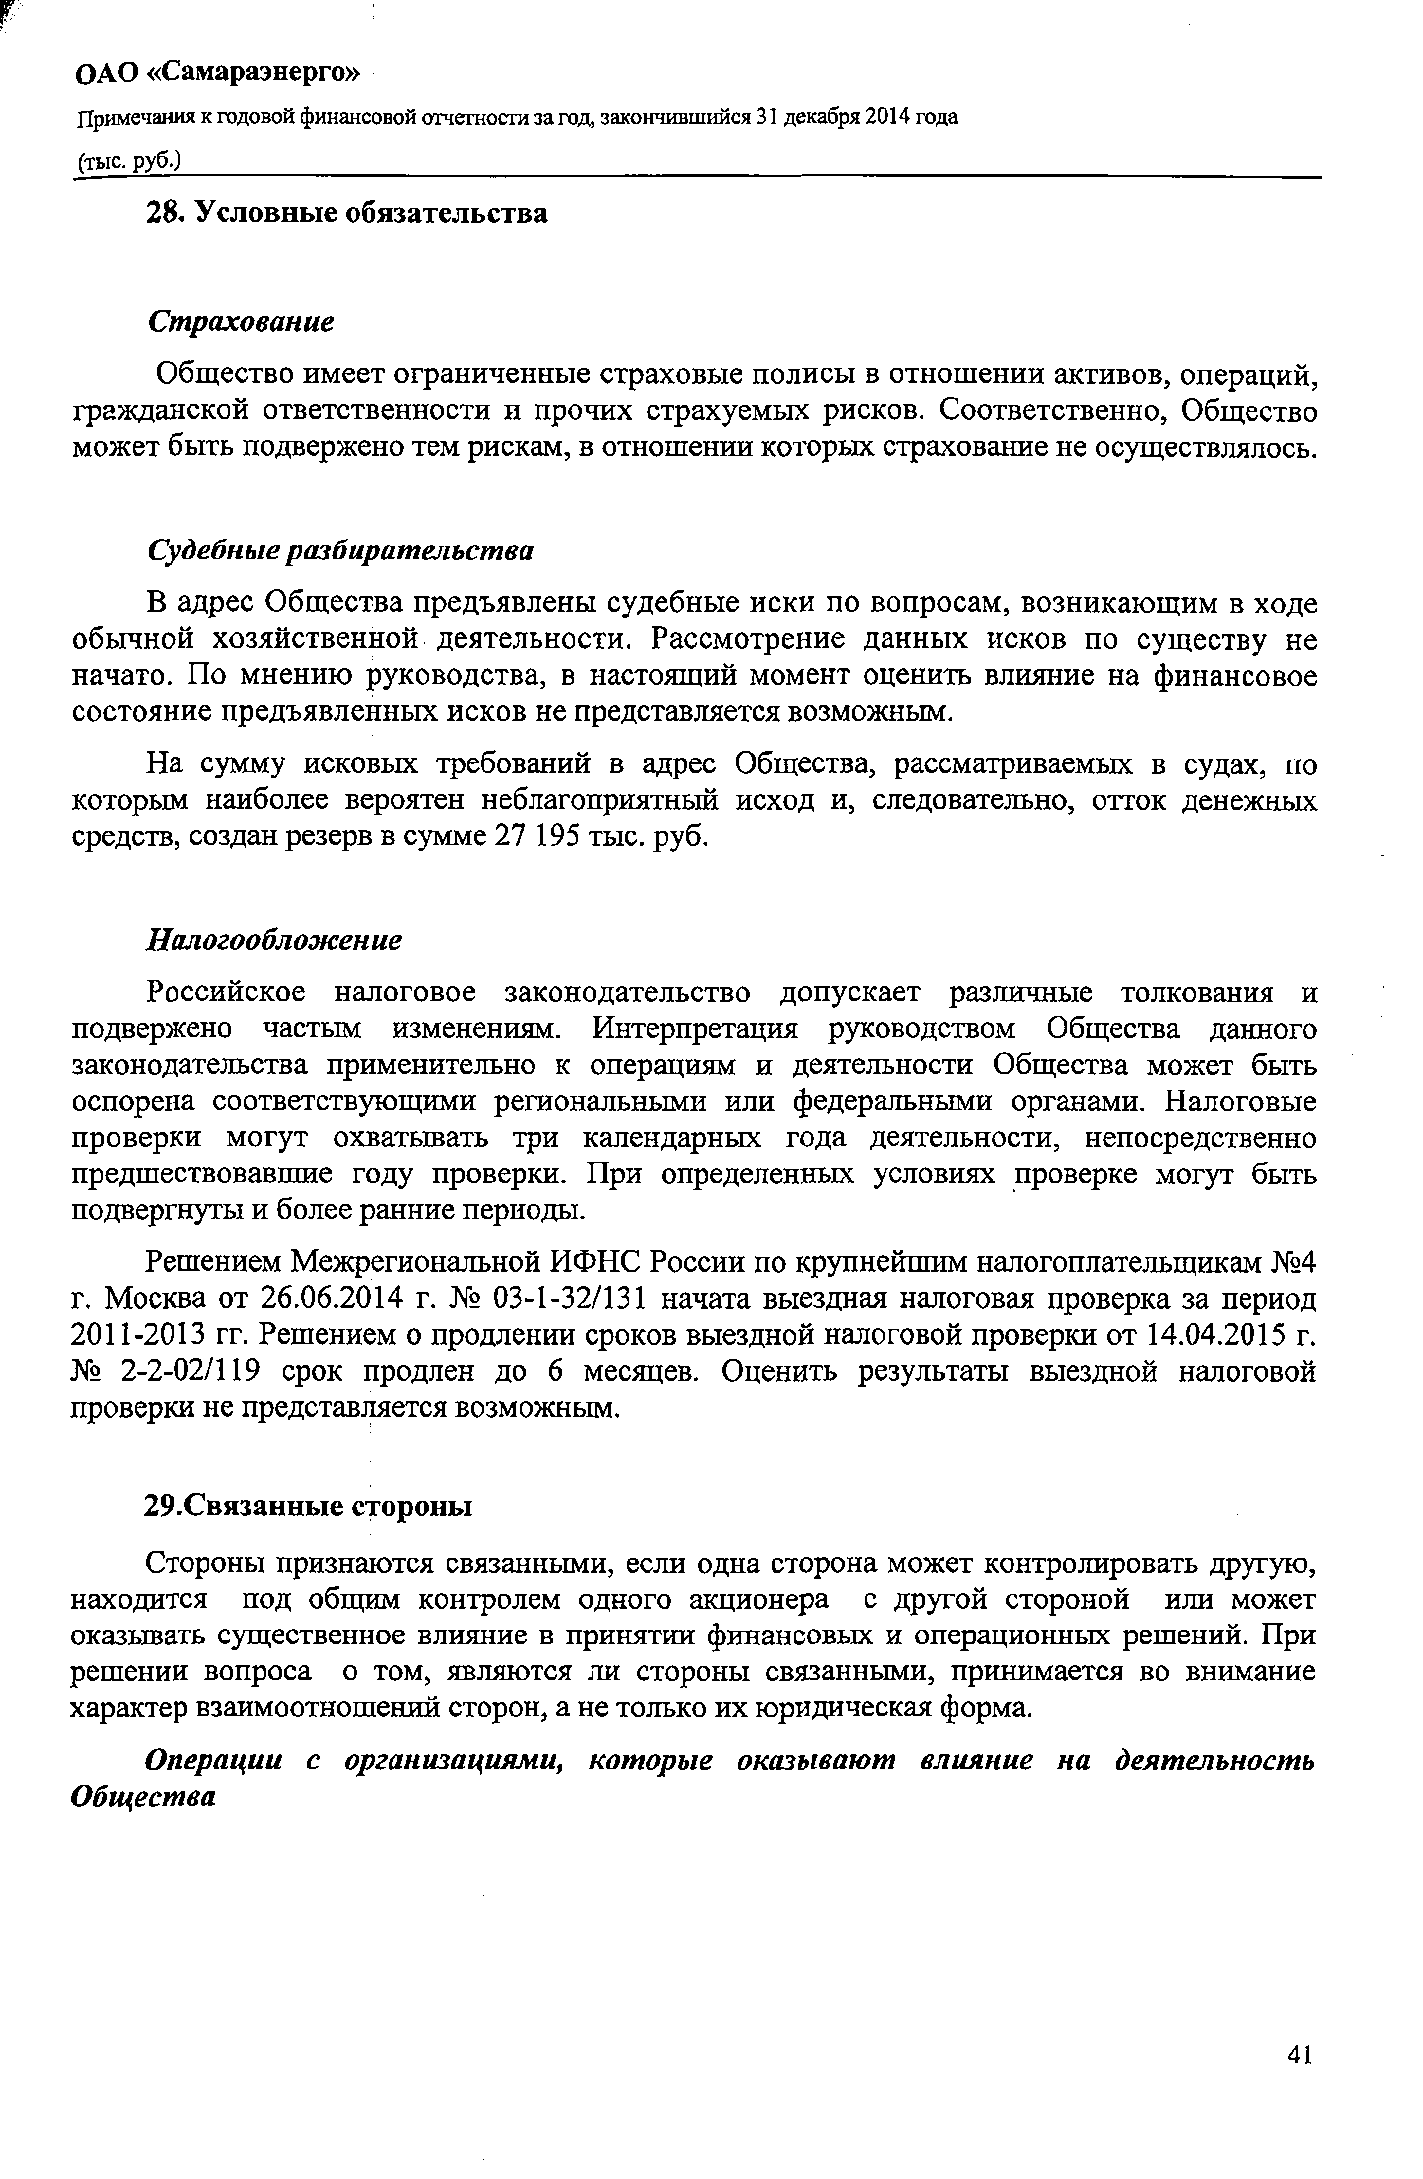 ОАО «Самараэнерго»
Примечания к годовой финансовой отчетности за год, закончившийся 31 декабря 2014 года
(тыс. руб.)
28. Условные обязательства
Страхование
Общество имеет ограниченные страховые полисы в отношении активов, операций,
гражданской ответственности и прочих страхуемых рисков. Соответственно, Общество
может быть подвержено тем рискам, в отношении которых страхование не осуществлялось.
Судебные разбирательства
В адрес Общества предъявлены судебные иски по вопросам, возникающим в ходе
обычной хозяйственной деятельности. Рассмотрение данных исков по существу не
начато. По мнению руководства, в настоящий момент оценить влияние на финансовое
состояние предъявленных исков не представляется возможным.
На сумму исковых требований в адрес Общества, рассматриваемых в судах, по
которым наиболее вероятен неблагоприятный исход и, следовательно, отток денежных
средств, создан резерв в сумме 27 195 тыс. руб.
Налогообложение
Российское налоговое законодательство допускает различные толкования и
подвержено частым изменениям. Интерпретация руководством Общества данного
законодательства применительно к операциям и деятельности Общества может быть
оспорена соответствующими региональными или федеральными органами. Налоговые
проверки могут охватывать три календарных года деятельности, непосредственно
предшествовавшие году проверки. При определенных условиях проверке могут быть
подвергнуты и более ранние периоды.
Решением Межрегиональной ИФНС России по крупнейшим налогоплательщикам №4
г. Москва от 26.06.2014 г. № 03-1-32/131 начата выездная налоговая проверка за период
2011-2013 гг. Решением о продлении сроков выездной налоговой проверки от 14.04.2015 г.
№ 2-2-02/119 срок продлен до 6 месяцев. Оценить результаты выездной налоговой
проверки не представляется возможным.
29.Связанные стороны
Стороны признаются связанными, если одна сторона может контролировать другую,
находится под общим контролем одного акционера с другой стороной или может
оказывать существенное влияние в принятии финансовых и операционных решений. При
решении вопроса о том, являются ли стороны связанными, принимается во внимание
характер взаимоотношений сторон, а не только их юридическая форма.
Операции с организациями, которые оказывают влияние на деятельность
Общества
41